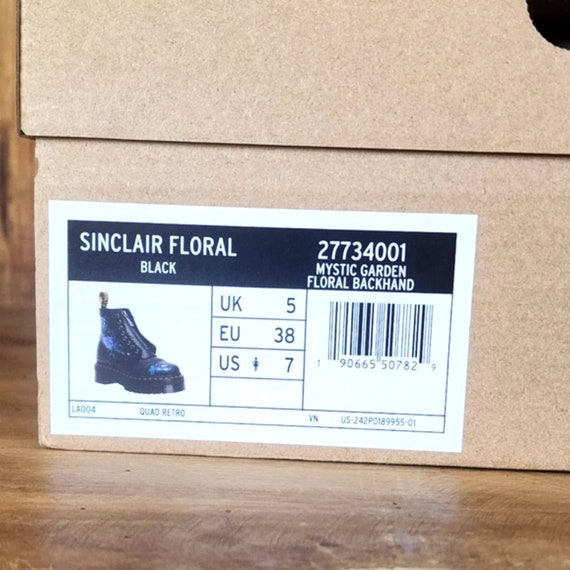 SINCLAIR FLORAL
BLACK
27734001
MYSTIC GARDEN
FLORAL BACKHAND
UK 5
EU 38
US 7
1 90665 50782 9
LA004
QUAD RETRO
VN
US-242P0189955-01